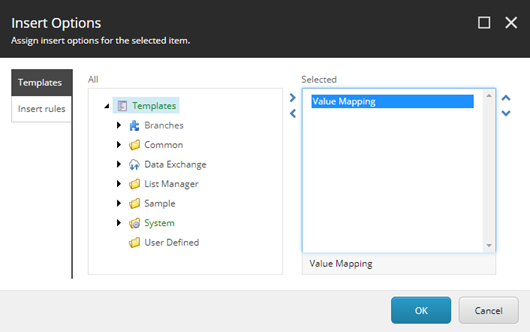 Insert Options
Assign insert options for the selected item.
Templates
Insert rules
All
Templates
Branches
Common
Data Exchange
List Manager
Sample
System
User Defined
Selected
Value Mapping
Value Mapping
OK
Cancel